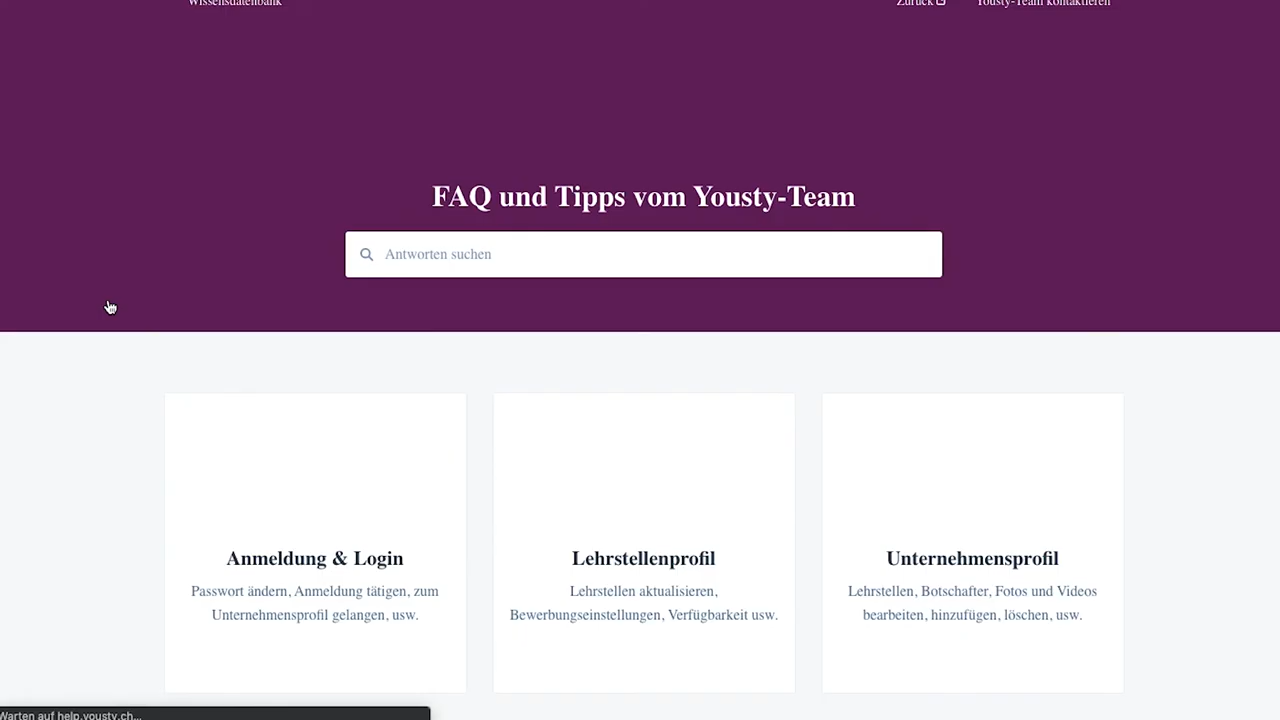 Wissensdatenbank
Zurück
Yousty-Team kontaktieren
FAQ und Tipps vom Yousty-Team
Antworten suchen
Anmeldung & Login
Passwort ändern, Anmeldung tätigen, zum
Unternehmensprofil gelangen, usw.
Lehrstellenprofil
Lehrstellen aktualisieren,
Bewerbungseinstellungen, Verfügbarkeit usw.
Unternehmensprofil
Lehrstellen, Botschafter, Fotos und Videos
bearbeiten, hinzufügen, löschen, usw.
Warten auf help.yousty.ch...